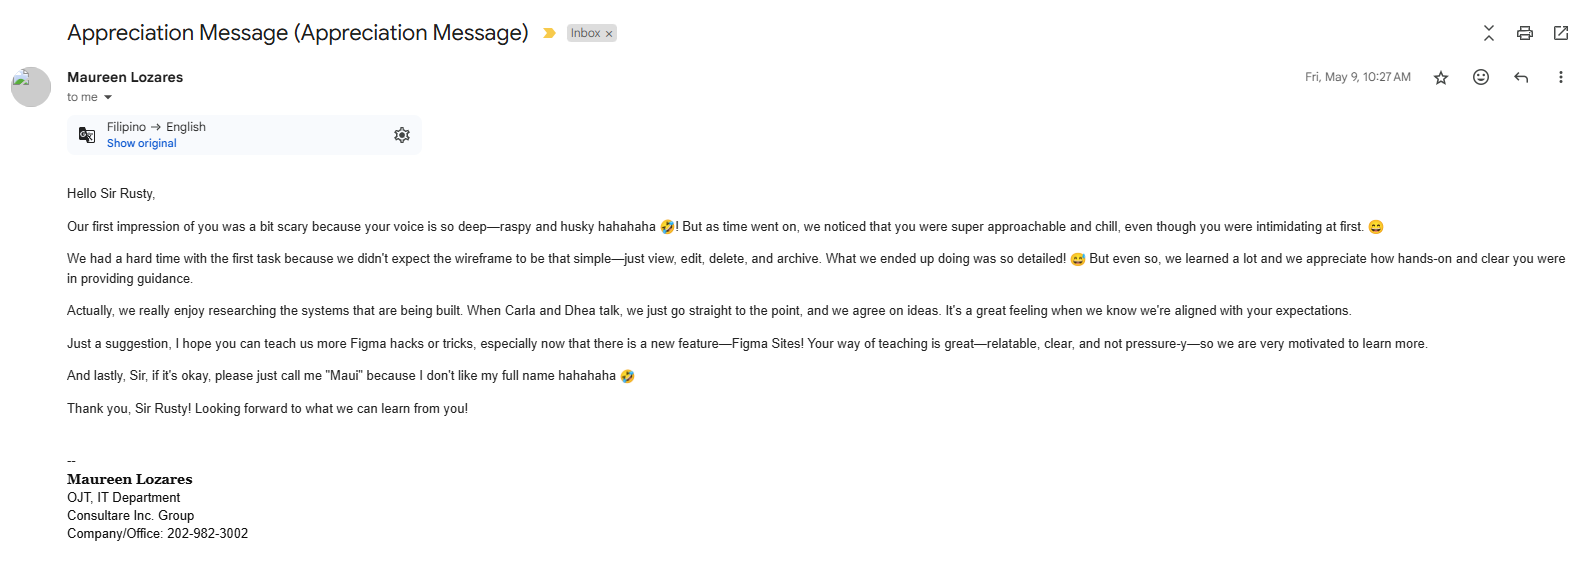 Appreciation Message (Appreciation Message)
Inbox ×
Maureen Lozares
Fri, May 9, 10:27 AM
to me
Filipino → English
Show original
Hello Sir Rusty,
Our first impression of you was a bit scary because your voice is so deep—raspy and husky hahahaha 🤣! But as time went on, we noticed that you were super approachable and chill, even though you were intimidating at first. 😄
We had a hard time with the first task because we didn't expect the wireframe to be that simple—just view, edit, delete, and archive. What we ended up doing was so detailed! 😅 But even so, we learned a lot and we appreciate how hands-on and clear you were
in providing guidance.
Actually, we really enjoy researching the systems that are being built. When Carla and Dhea talk, we just go straight to the point, and we agree on ideas. It's a great feeling when we know we're aligned with your expectations.
Just a suggestion, I hope you can teach us more Figma hacks or tricks, especially now that there is a new feature—Figma Sites! Your way of teaching is great—relatable, clear, and not pressure-y—so we are very motivated to learn more.
And lastly, Sir, if it's okay, please just call me "Maui" because I don't like my full name hahahaha 🤣
Thank you, Sir Rusty! Looking forward to what we can learn from you!
--
Maureen Lozares
OJT, IT Department
Consultare Inc. Group
Company/Office: 202-982-3002